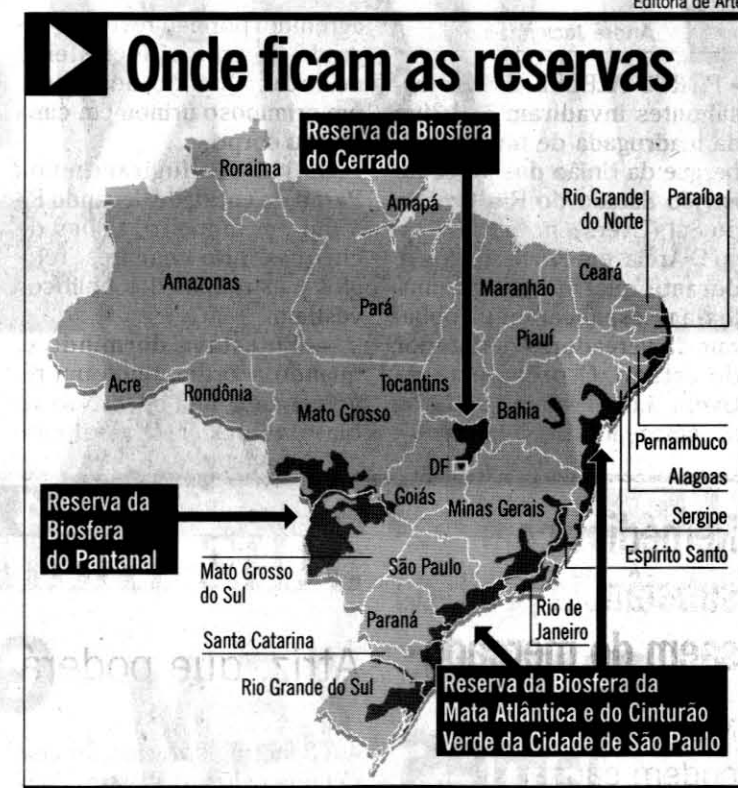 Editoria de Arte
Onde ficam as reservas
Reserva da Biosfera
do Cerrado
Roraima
Amapá
Rio Grande
do Norte
Paraíba
Amazonas
Pará
Maranhão
Ceará
Piauí
Acre
Rondônia
Tocantins
Mato Grosso
Bahia
DF
Pernambuco
Alagoas
Goiás
Minas Gerais
Sergipe
Espírito Santo
Reserva da
Biosfera
do Pantanal
Mato Grosso
do Sul
São Paulo
Paraná
Rio de
Janeiro
Santa Catarina
Rio Grande do Sul
Reserva da Biosfera da
Mata Atlântica e do Cinturão
Verde da Cidade de São Paulo